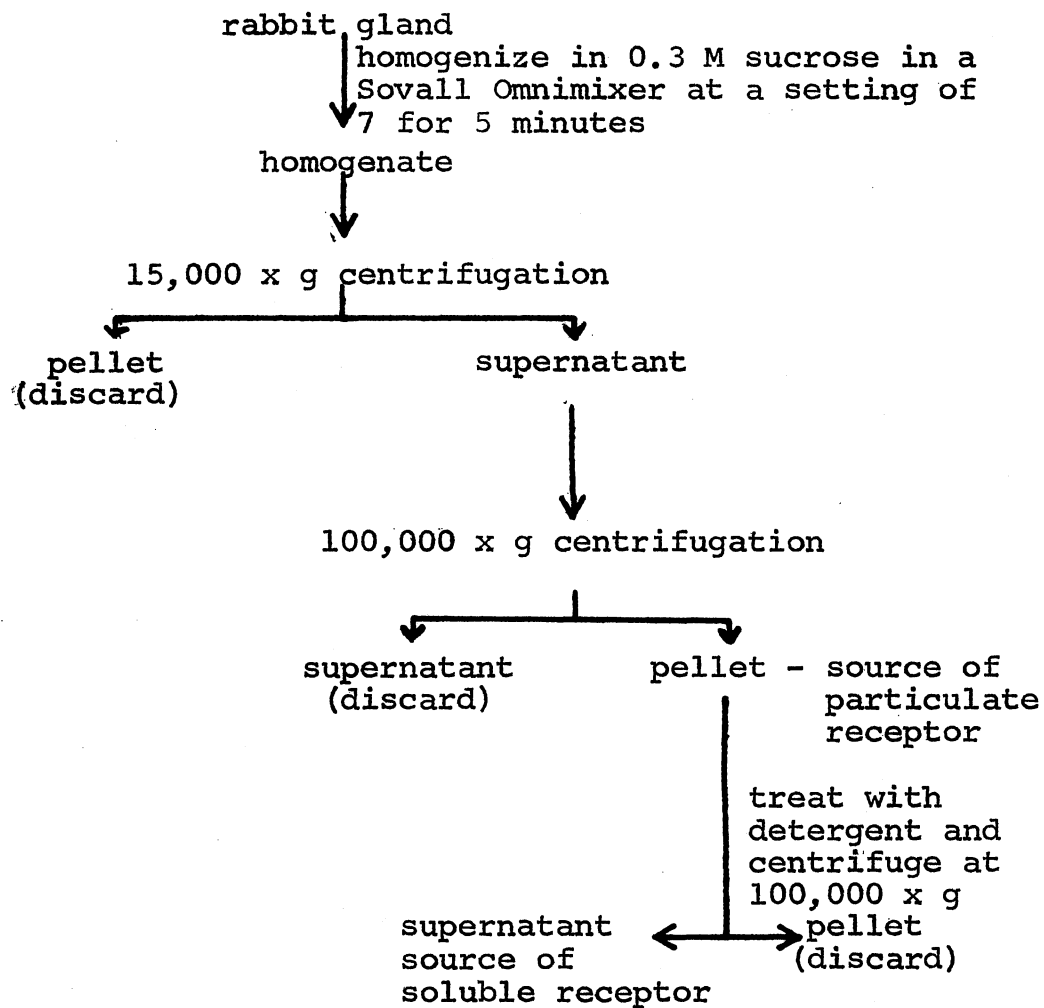 rabbit gland
homogenize in 0.3 M sucrose in a
Sovall Omnimixer at a setting of
7 for 5 minutes
homogenate
15,000 x g centrifugation
pellet
(discard)
supernatant
100,000 x g centrifugation
supernatant
(discard)
pellet - source of
particulate
receptor
treat with
detergent and
centrifuge at
100,000 x g
supernatant
source of
soluble receptor
pellet
(discard)